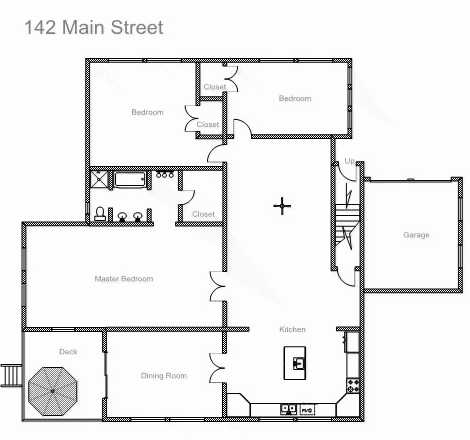 142 Main Street
Closet
Bedroom
Bedroom
Closet
Up
Closet
Garage
Master Bedroom
Kitchen
Deck
Dining Room